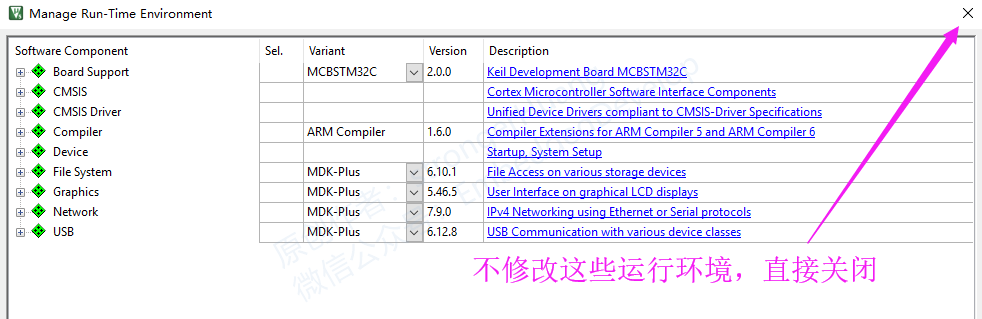 Manage Run-Time Environment
Software Component Sel. Variant Version Description
Board Support MCBSTM32C 2.0.0 Keil Development Board MCBSTM32C
CMSIS Cortex Microcontroller Software Interface Components
CMSIS Driver Unified Device Drivers compliant to CMSIS-Driver Specifications
Compiler ARM Compiler 1.6.0 Compiler Extensions for ARM Compiler 5 and ARM Compiler 6
Device Startup, System Setup
File System MDK-Plus 6.10.1 File Access on various storage devices
Graphics MDK-Plus 5.46.5 User Interface on graphical LCD displays
Network MDK-Plus 7.9.0 IPv4 Networking using Ethernet or Serial protocols
USB MDK-Plus 6.12.8 USB Communication with various device classes
不修改这些运行环境，直接关闭